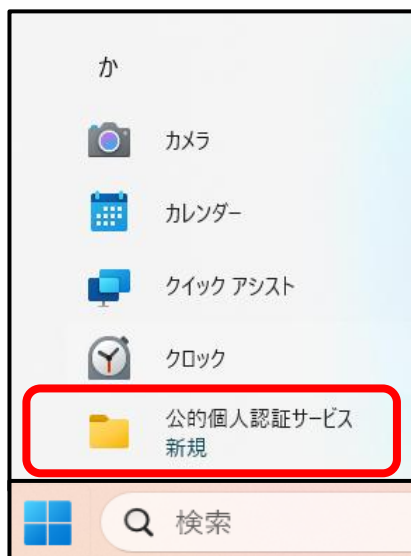 か
カメラ
カレンダー
クイック アシスト
クロック
公的個人認証サービス
新規
検索